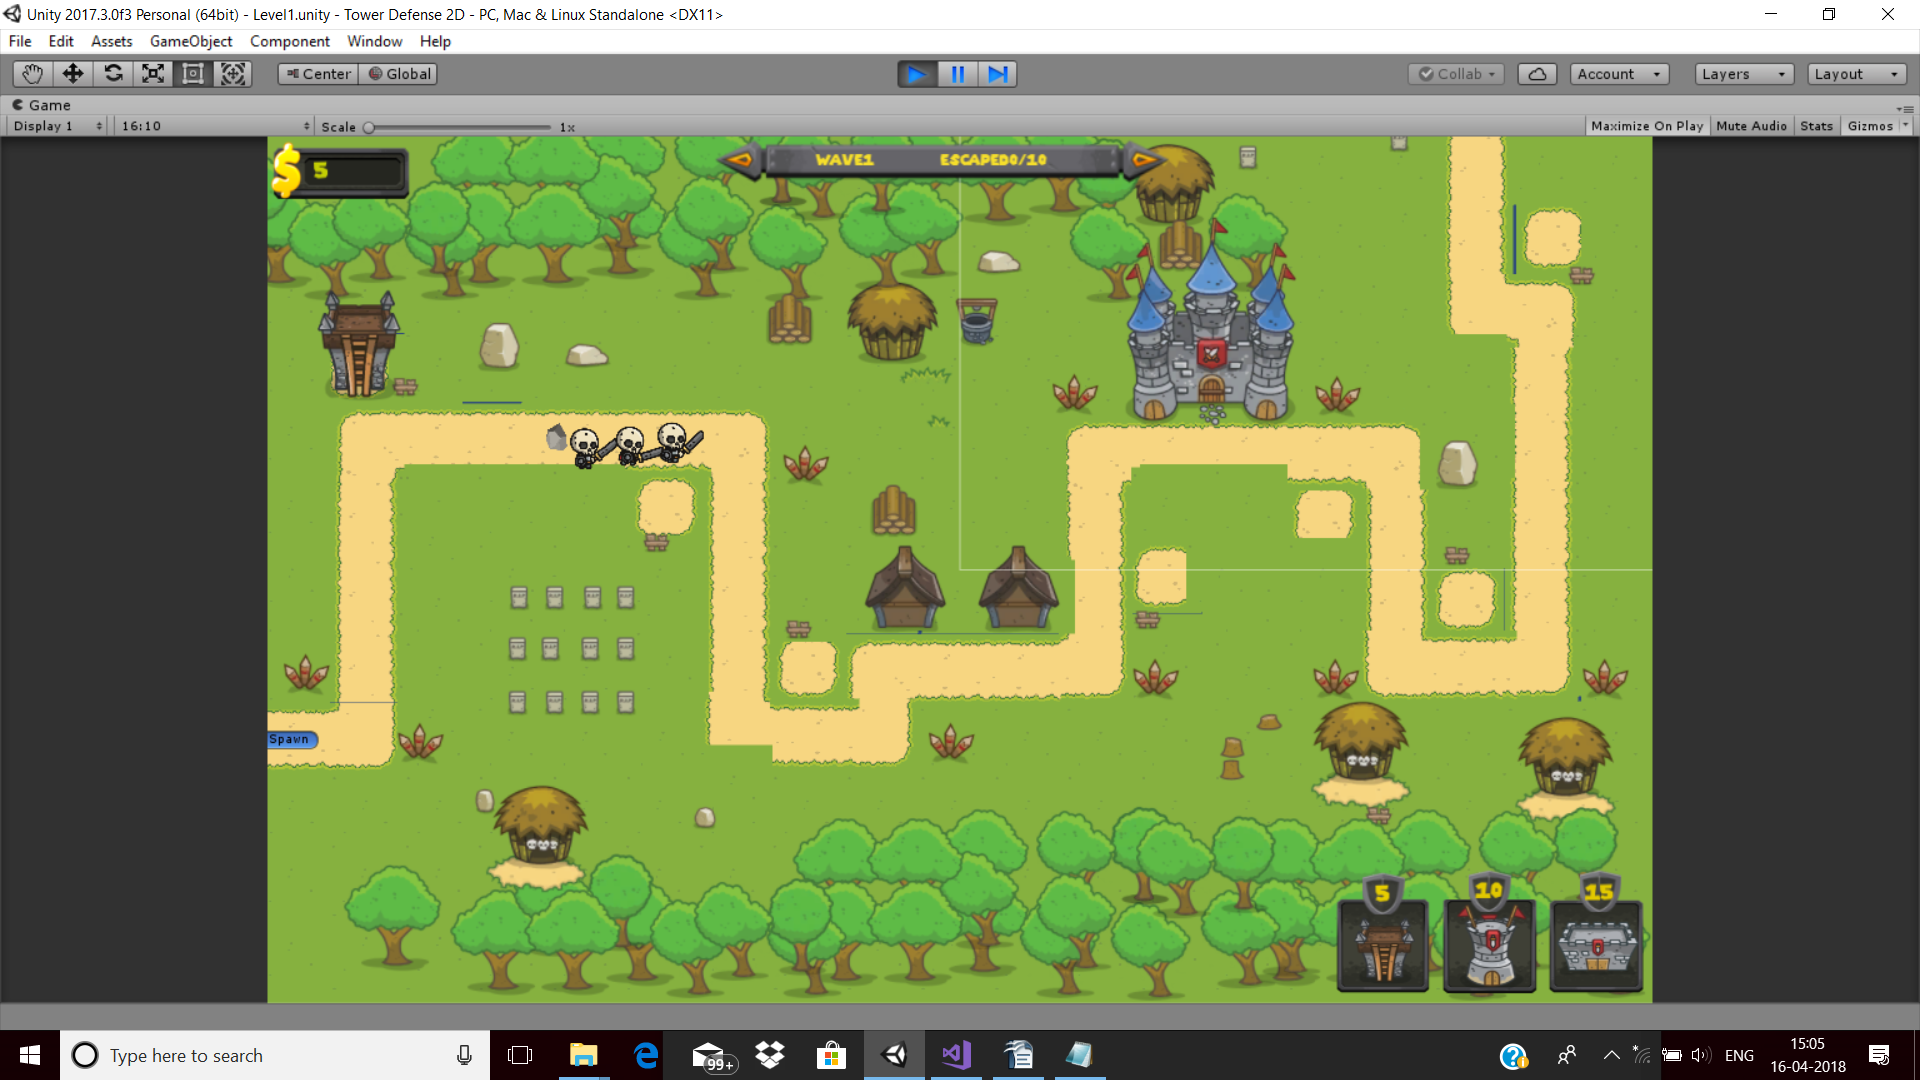 Unity 2017.3.0f3 Personal (64bit) - Level1.unity - Tower Defense 2D - PC, Mac & Linux Standalone <DX11>
File Edit Assets GameObject Component Window Help
Center Global Collab Account Layers Layout
Game
Display 1 16:10 Scale 1x Maximize On Play Mute Audio Stats Gizmos
$ 5 WAVE1 ESCAPED0/10
Spawn
5 10 15
Type here to search 99+ ENG 15:05
16-04-2018